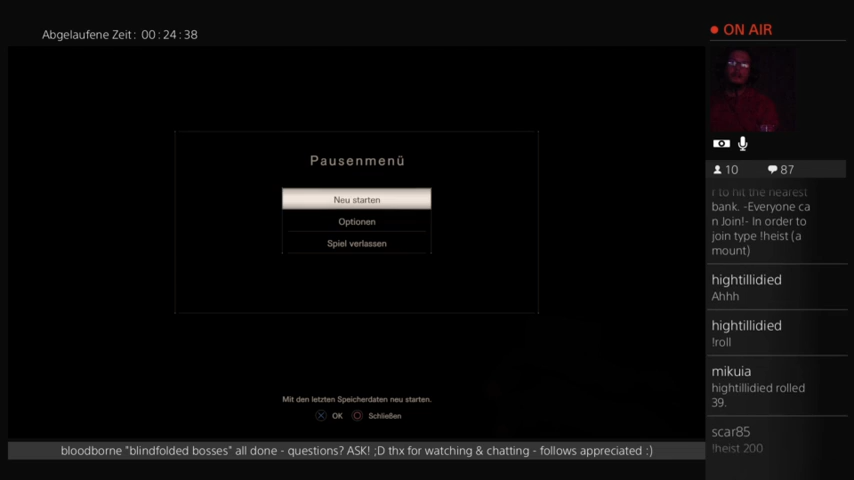 Abgelaufene Zeit: 00:24:38
Pausenmenü
Neu starten
Optionen
Spiel verlassen
Mit den letzten Speicherdaten neu starten.
OK Schließen
bloodborne "blindfolded bosses" all done - questions? ASK! ;D thx for watching & chatting - follows appreciated :)
ON AIR
10 87
r to hit the nearest
bank. -Everyone ca
n Join!- In order to
join type !heist (a
mount)
hightillidied
Ahhh
hightillidied
!roll
mikuia
hightillidied rolled
39.
scar85
!heist 200